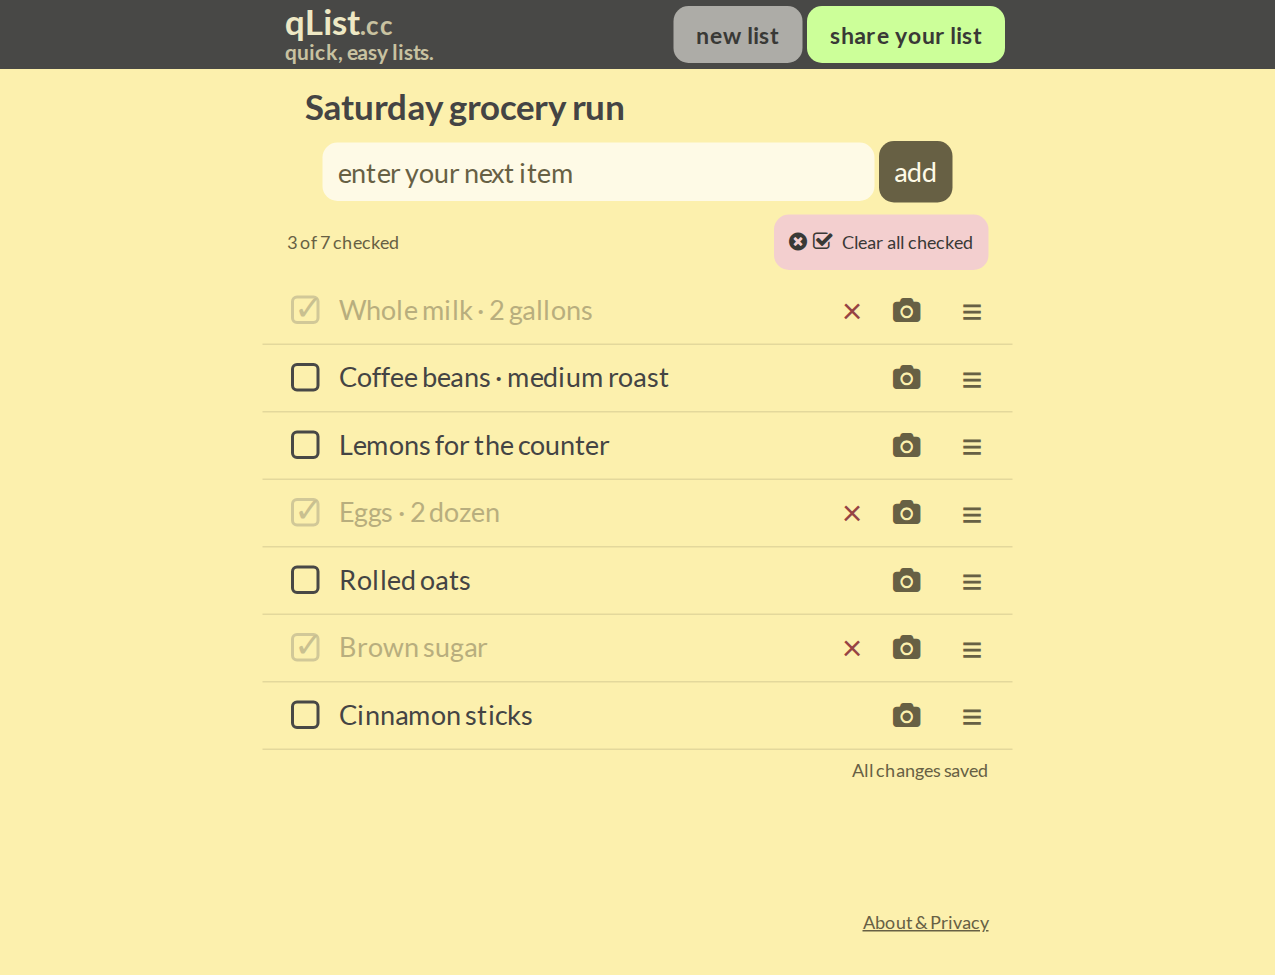 qList.cc
quick, easy lists.
new list
share your list
Saturday grocery run
enter your next item
add
3 of 7 checked
Clear all checked
Whole milk · 2 gallons
Coffee beans · medium roast
Lemons for the counter
Eggs · 2 dozen
Rolled oats
Brown sugar
Cinnamon sticks
All changes saved
About & Privacy